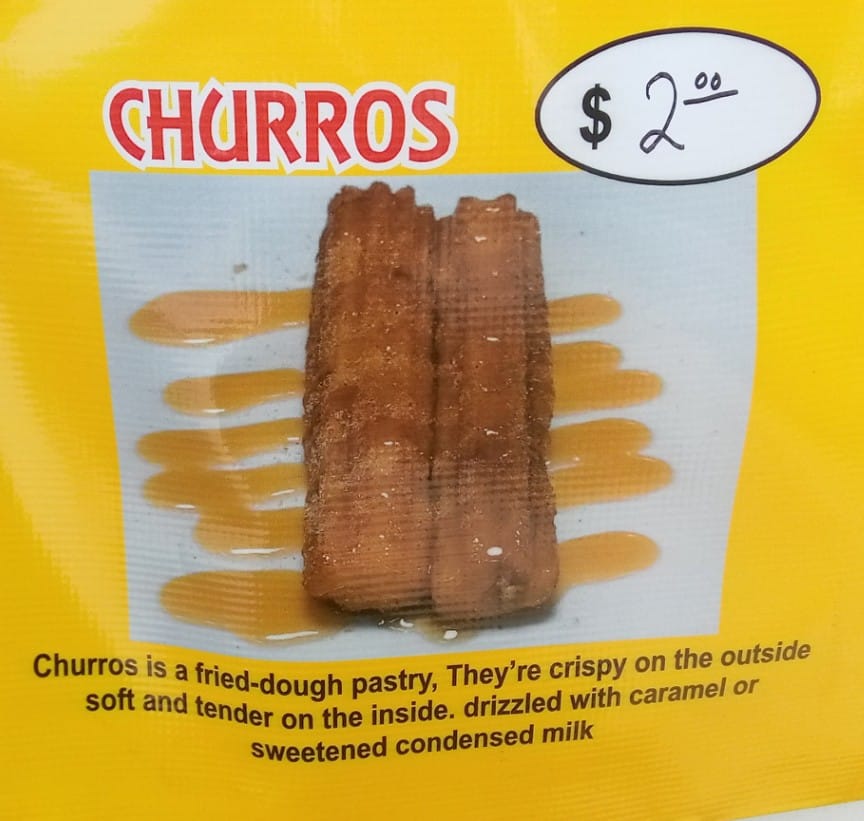 CHURROS
$ 2.00
Churros is a fried-dough pastry, They're crispy on the outside
soft and tender on the inside. drizzled with caramel or
sweetened condensed milk